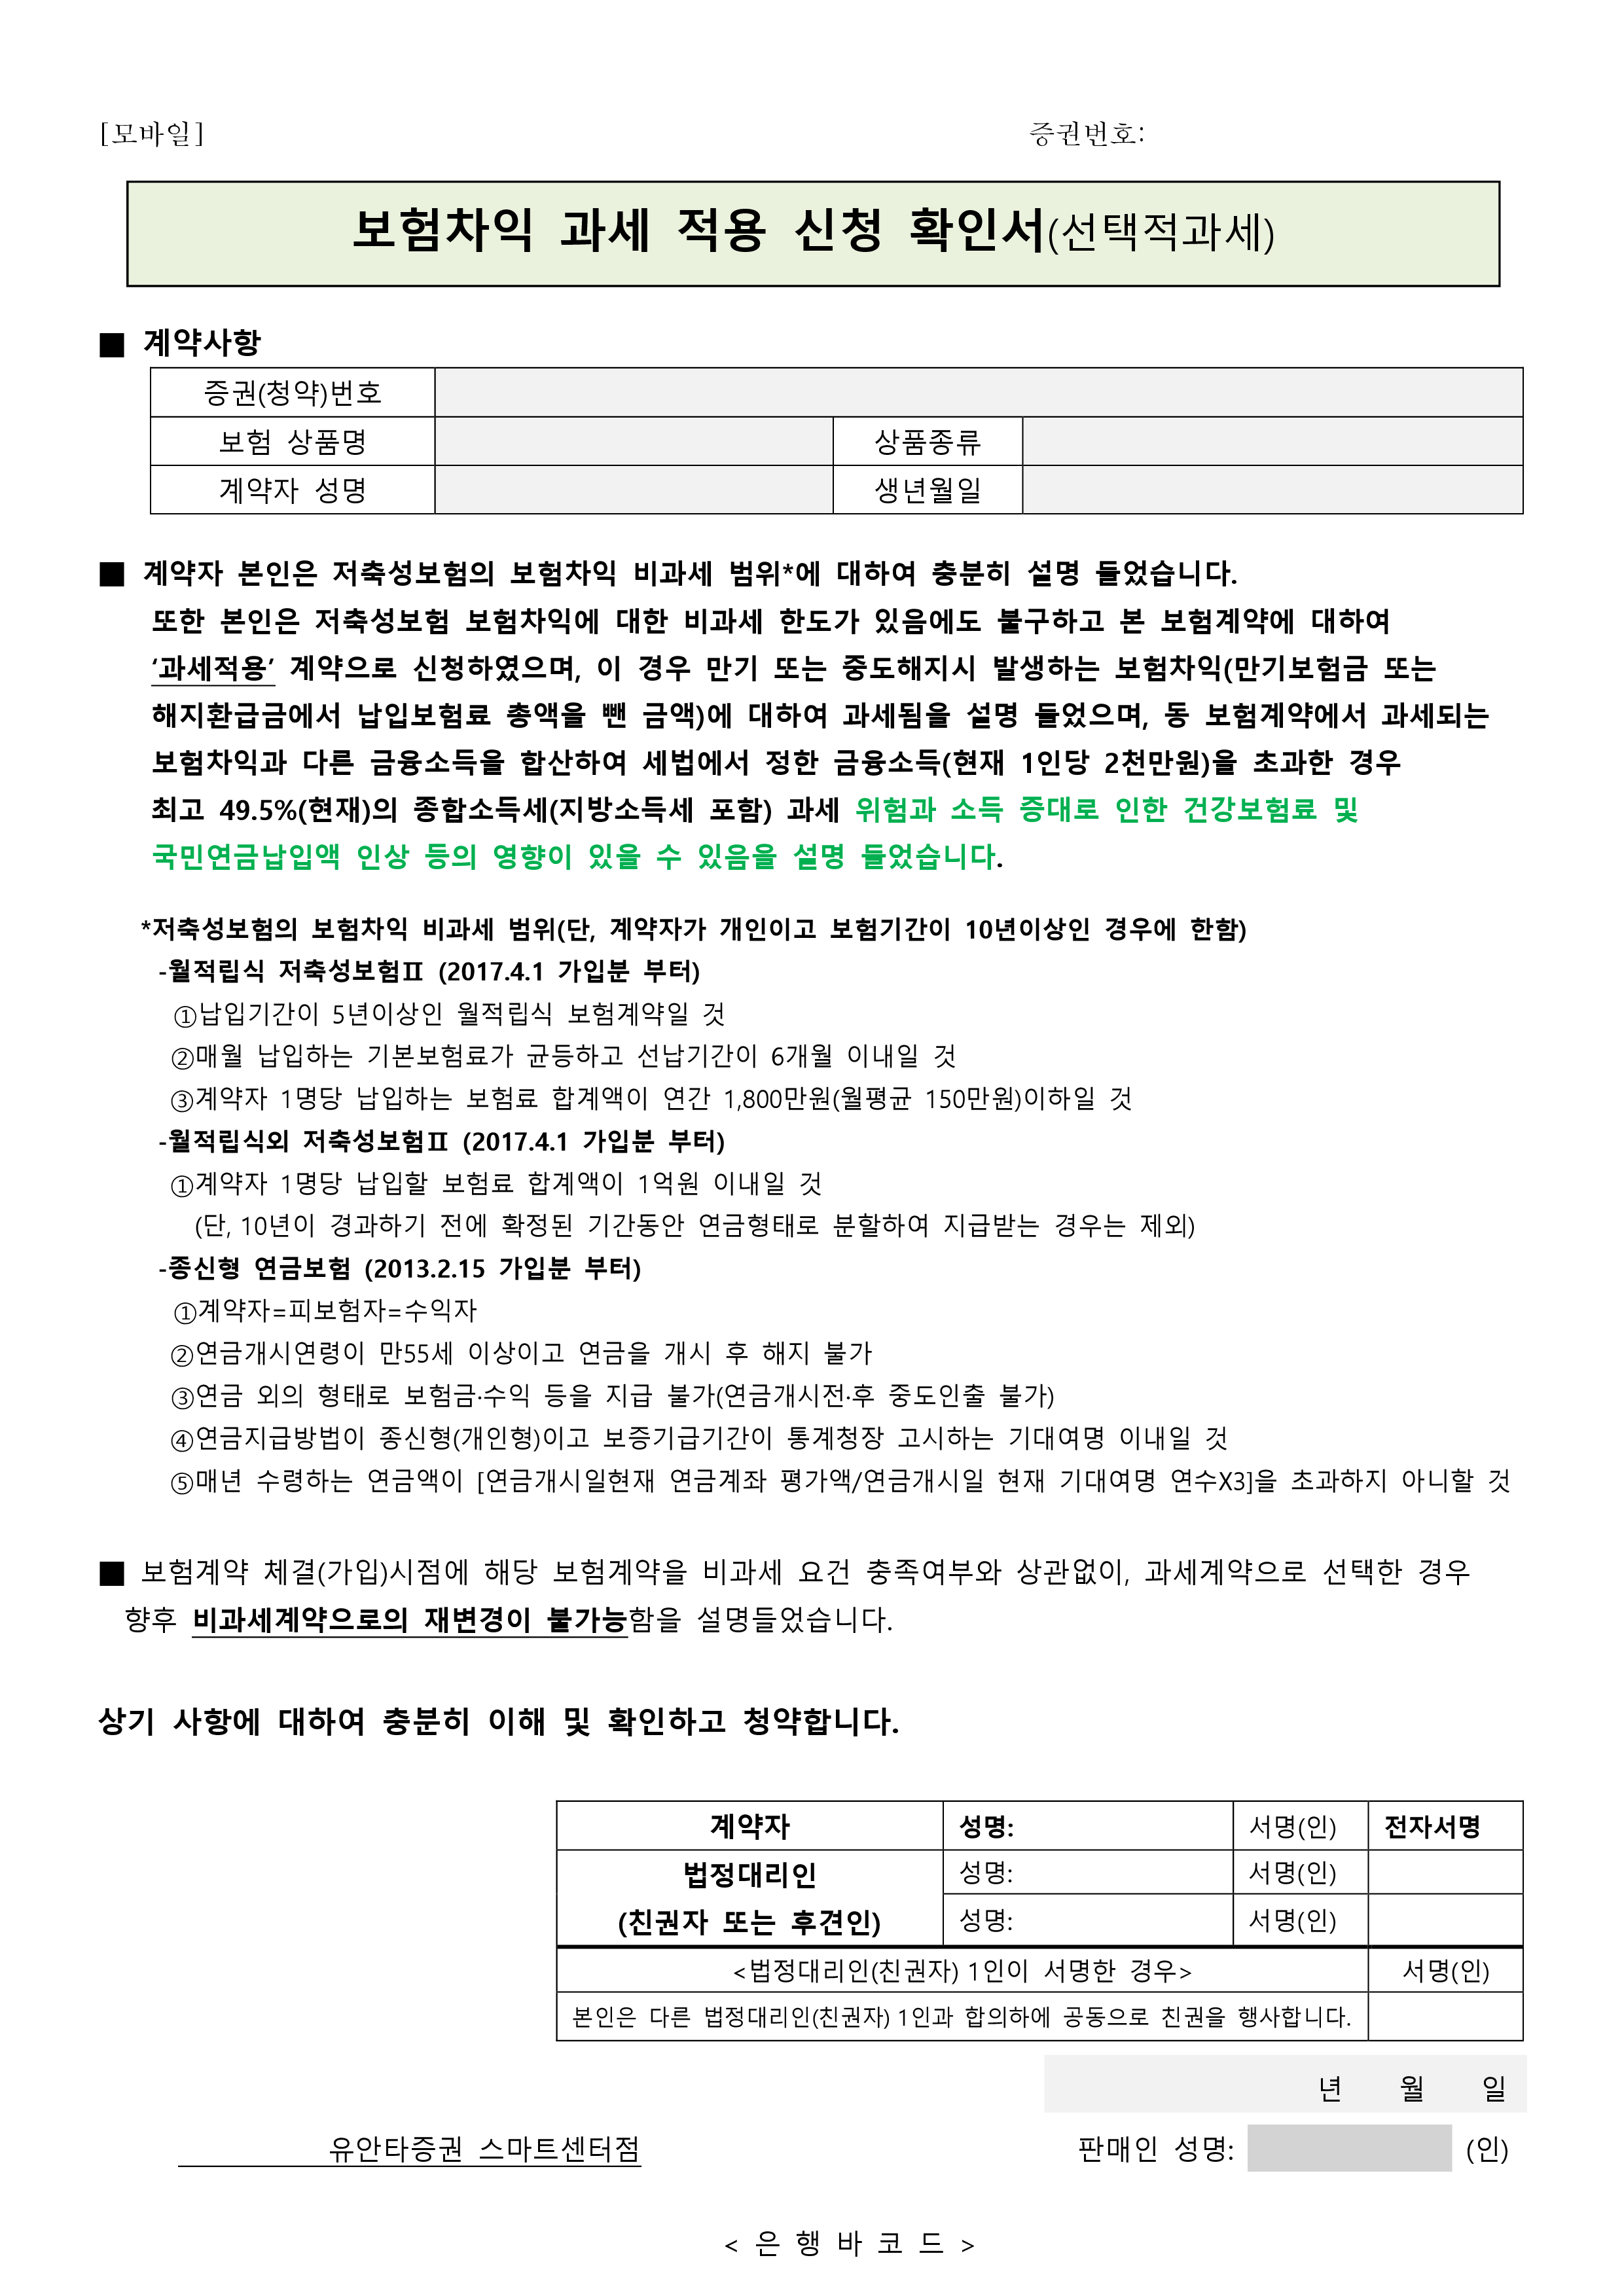 [모바일] 증권번호:
보험차익 과세 적용 신청 확인서(선택적과세)
■ 계약사항
증권(청약)번호
보험 상품명 상품종류
계약자 성명 생년월일
■ 계약자 본인은 저축성보험의 보험차익 비과세 범위*에 대하여 충분히 설명 들었습니다.
또한 본인은 저축성보험 보험차익에 대한 비과세 한도가 있음에도 불구하고 본 보험계약에 대하여
‘과세적용’ 계약으로 신청하였으며, 이 경우 만기 또는 중도해지시 발생하는 보험차익(만기보험금 또는
해지환급금에서 납입보험료 총액을 뺀 금액)에 대하여 과세됨을 설명 들었으며, 동 보험계약에서 과세되는
보험차익과 다른 금융소득을 합산하여 세법에서 정한 금융소득(현재 1인당 2천만원)을 초과한 경우
최고 49.5%(현재)의 종합소득세(지방소득세 포함) 과세 위험과 소득 증대로 인한 건강보험료 및
국민연금납입액 인상 등의 영향이 있을 수 있음을 설명 들었습니다.
*저축성보험의 보험차익 비과세 범위(단, 계약자가 개인이고 보험기간이 10년이상인 경우에 한함)
-월적립식 저축성보험Ⅱ (2017.4.1 가입분 부터)
①납입기간이 5년이상인 월적립식 보험계약일 것
②매월 납입하는 기본보험료가 균등하고 선납기간이 6개월 이내일 것
③계약자 1명당 납입하는 보험료 합계액이 연간 1,800만원(월평균 150만원)이하일 것
-월적립식외 저축성보험Ⅱ (2017.4.1 가입분 부터)
①계약자 1명당 납입할 보험료 합계액이 1억원 이내일 것
(단, 10년이 경과하기 전에 확정된 기간동안 연금형태로 분할하여 지급받는 경우는 제외)
-종신형 연금보험 (2013.2.15 가입분 부터)
①계약자=피보험자=수익자
②연금개시연령이 만55세 이상이고 연금을 개시 후 해지 불가
③연금 외의 형태로 보험금·수익 등을 지급 불가(연금개시전·후 중도인출 불가)
④연금지급방법이 종신형(개인형)이고 보증기급기간이 통계청장 고시하는 기대여명 이내일 것
⑤매년 수령하는 연금액이 [연금개시일현재 연금계좌 평가액/연금개시일 현재 기대여명 연수X3]을 초과하지 아니할 것
■ 보험계약 체결(가입)시점에 해당 보험계약을 비과세 요건 충족여부와 상관없이, 과세계약으로 선택한 경우
향후 비과세계약으로의 재변경이 불가능함을 설명들었습니다.
상기 사항에 대하여 충분히 이해 및 확인하고 청약합니다.
계약자 성명: 서명(인) 전자서명
법정대리인 성명: 서명(인)
(친권자 또는 후견인) 성명: 서명(인)
<법정대리인(친권자) 1인이 서명한 경우> 서명(인)
본인은 다른 법정대리인(친권자) 1인과 합의하에 공동으로 친권을 행사합니다.
년 월 일
유안타증권 스마트센터점 판매인 성명: (인)
< 은 행 바 코 드 >